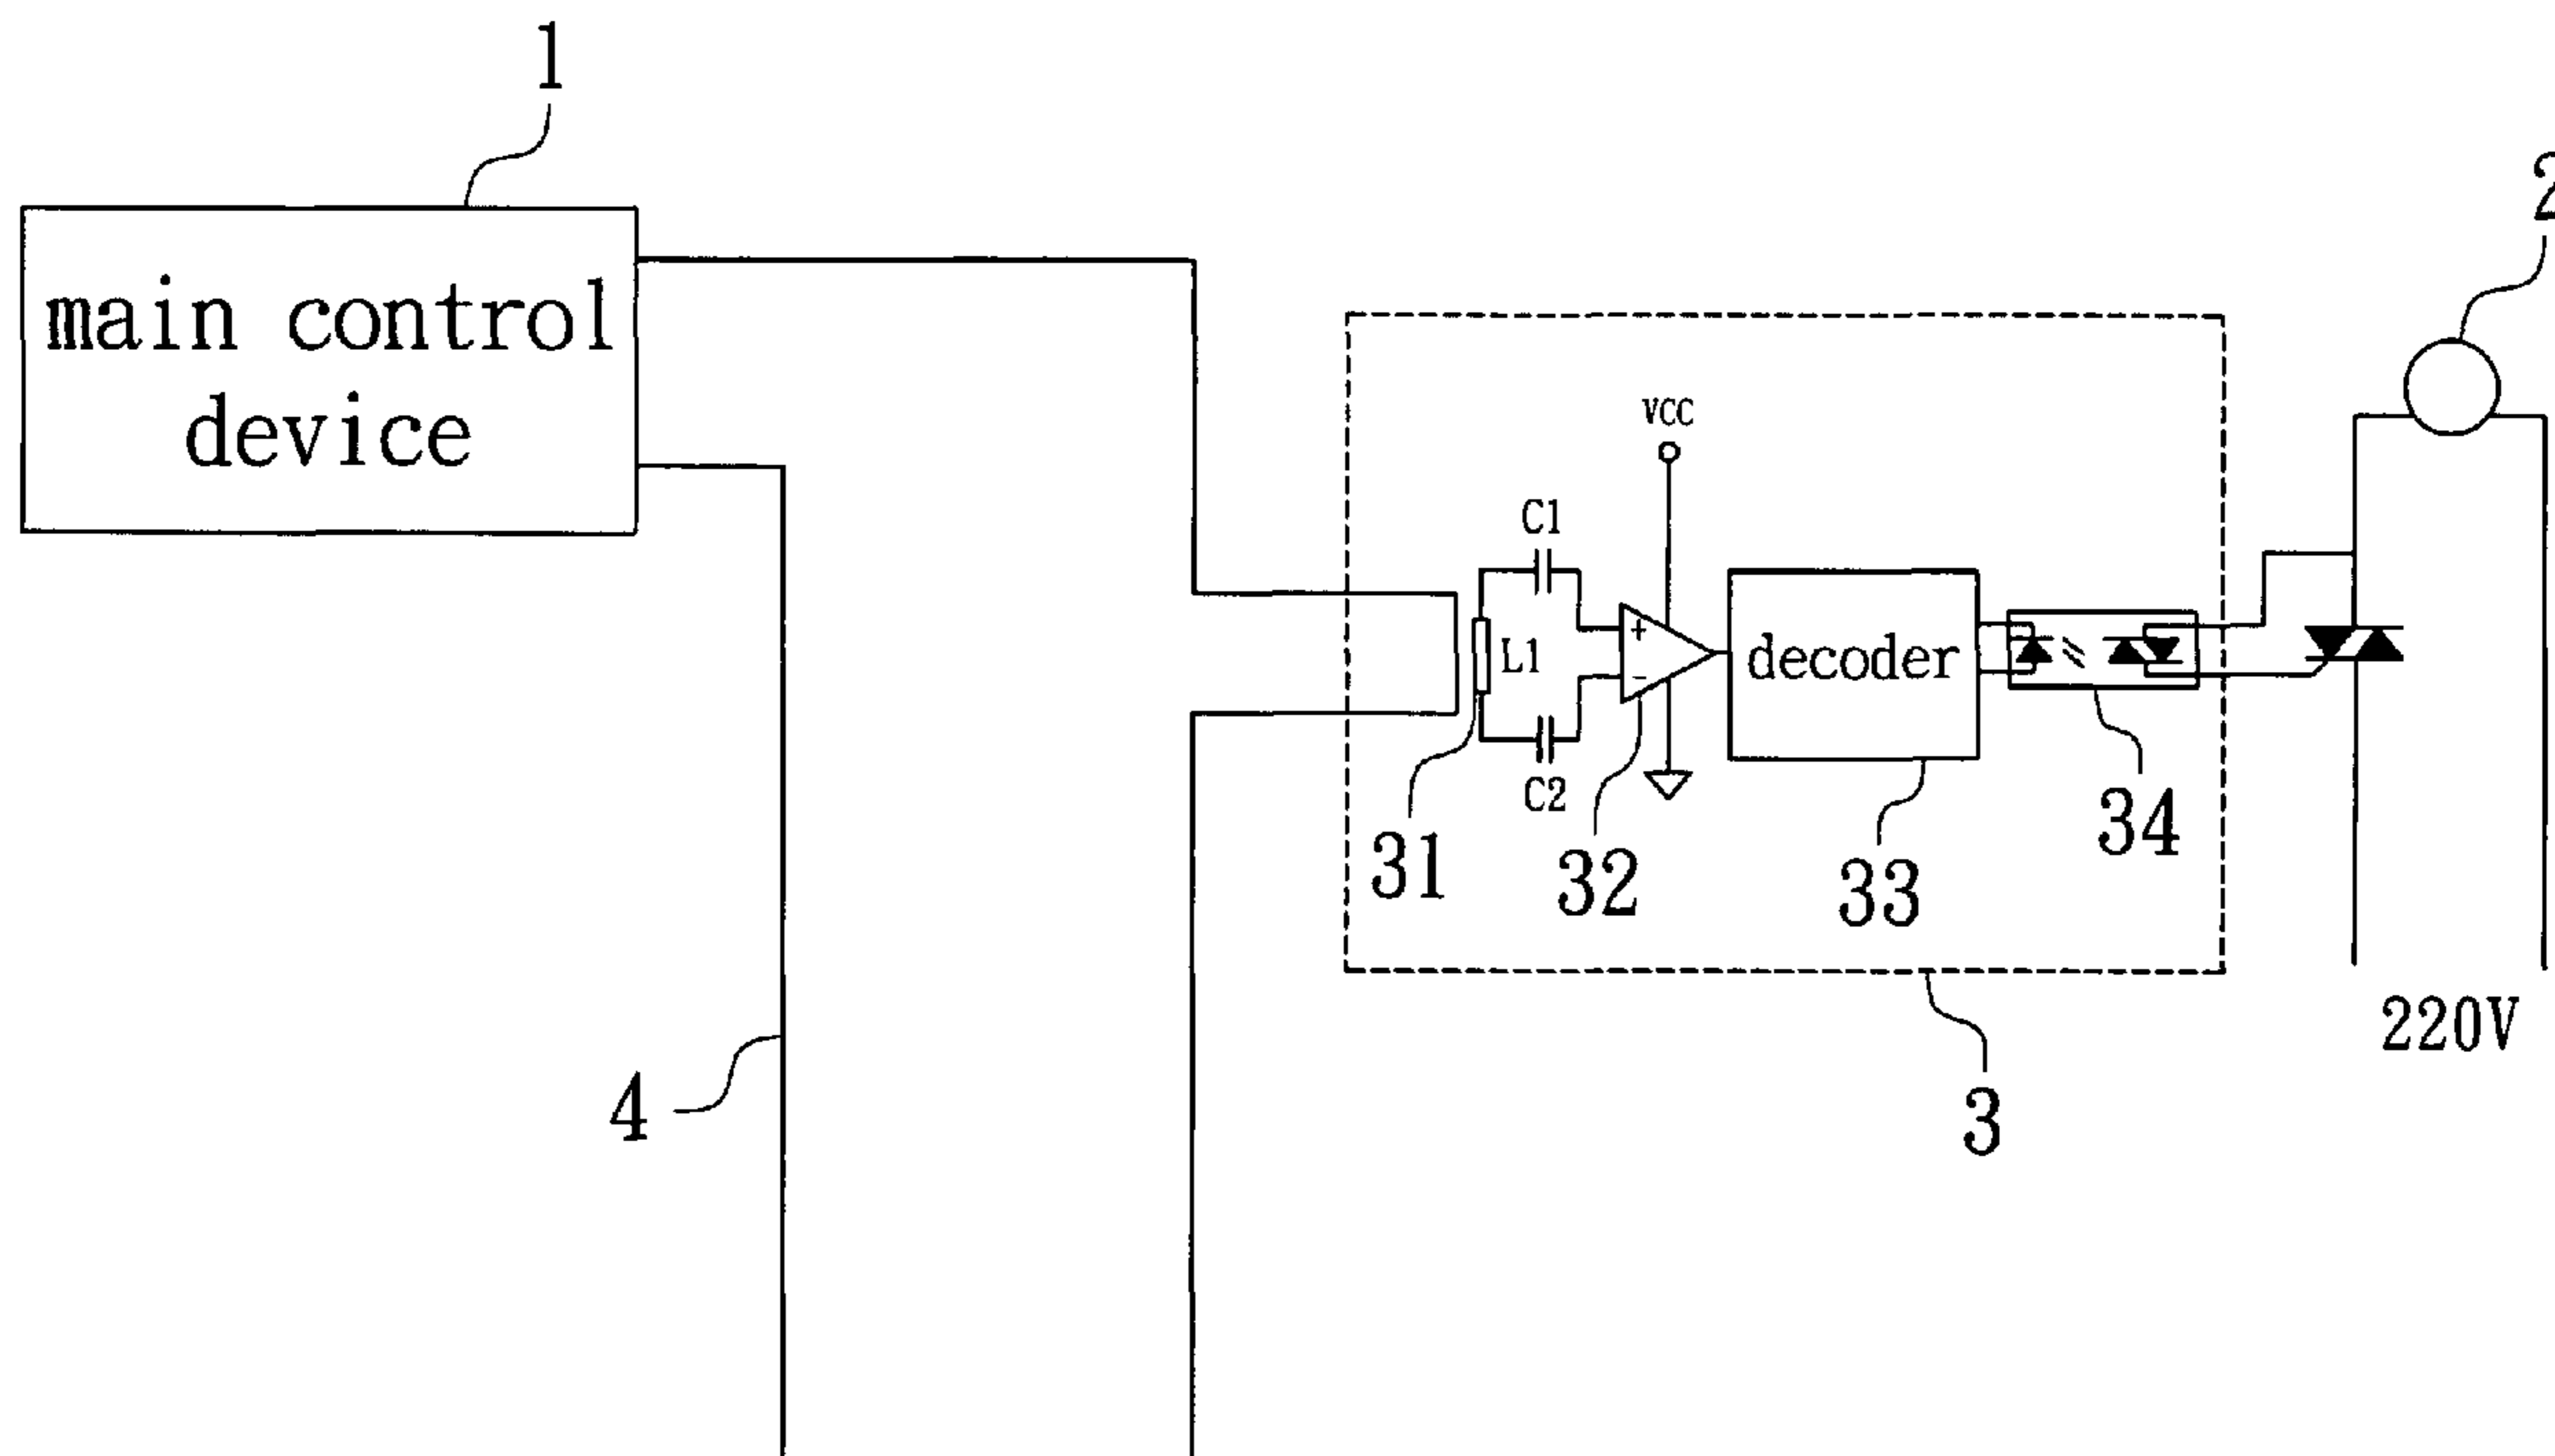 1
2
main control
device
VCC
C1
+
L1
-
decoder
C2
31
32
33
34
220V
4
3